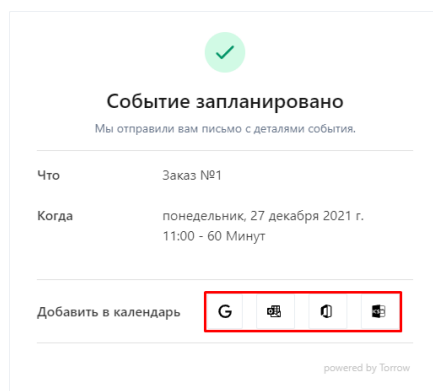 Событие запланировано
Мы отправили вам письмо с деталями события.
Что Заказ №1
Когда понедельник, 27 декабря 2021 г.
11:00 - 60 Минут
Добавить в календарь
powered by Torrow